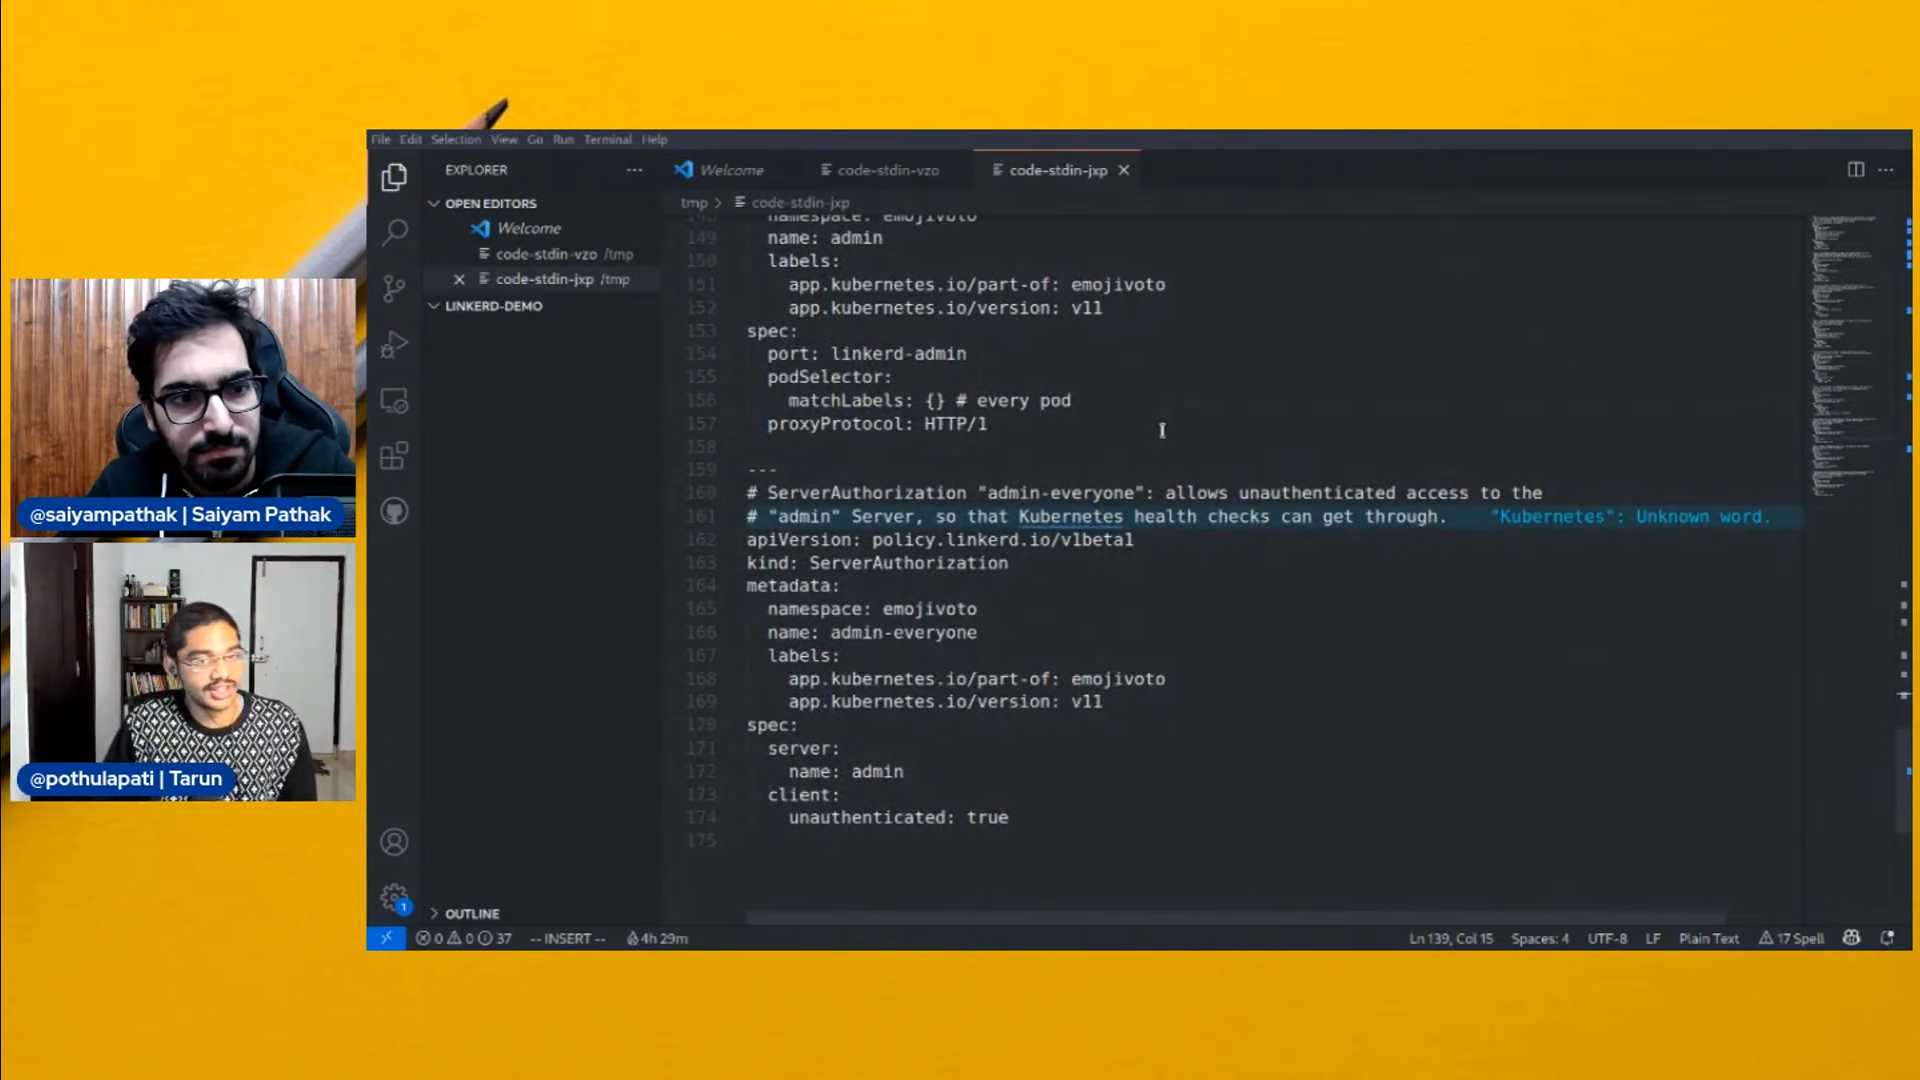 File Edit Selection View Go Run Terminal Help
EXPLORER
Welcome
code-stdin-vzo
code-stdin-jxp
OPEN EDITORS
Welcome
code-stdin-vzo /tmp
code-stdin-jxp /tmp
LINKERD-DEMO
OUTLINE
tmp > code-stdin-jxp
148 namespace: emojivoto
149 name: admin
150 labels:
151 app.kubernetes.io/part-of: emojivoto
152 app.kubernetes.io/version: v11
153 spec:
154 port: linkerd-admin
155 podSelector:
156 matchLabels: {} # every pod
157 proxyProtocol: HTTP/1
158
159 ---
160 # ServerAuthorization "admin-everyone": allows unauthenticated access to the
161 # "admin" Server, so that Kubernetes health checks can get through. "Kubernetes": Unknown word.
162 apiVersion: policy.linkerd.io/v1beta1
163 kind: ServerAuthorization
164 metadata:
165 namespace: emojivoto
166 name: admin-everyone
167 labels:
168 app.kubernetes.io/part-of: emojivoto
169 app.kubernetes.io/version: v11
170 spec:
171 server:
172 name: admin
173 client:
174 unauthenticated: true
175
1
0 0 37 -- INSERT -- 4h 29m
Ln 139, Col 15 Spaces: 4 UTF-8 LF Plain Text 17 Spell
@saiyampathak | Saiyam Pathak
@pothulapati | Tarun